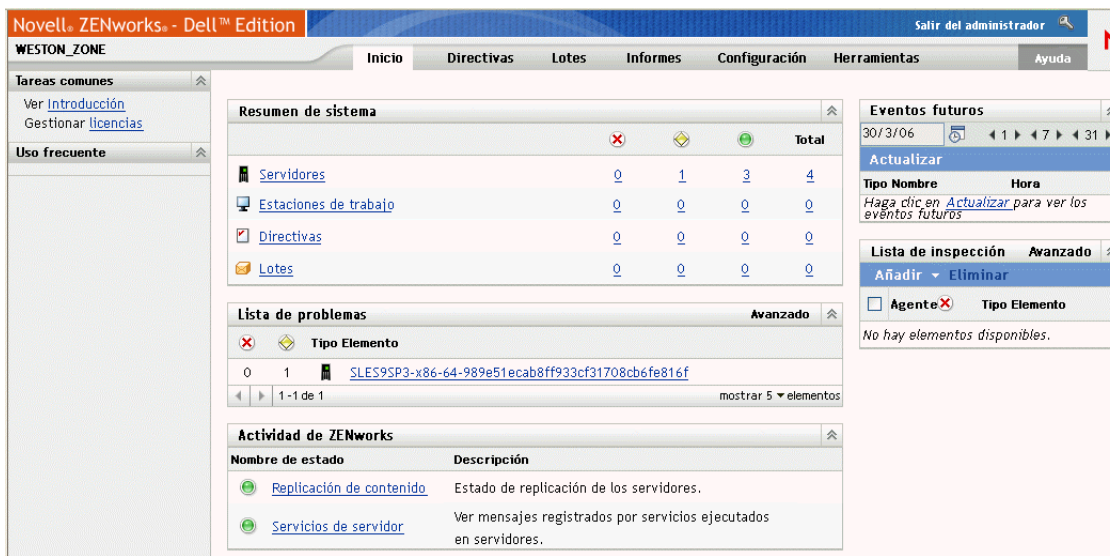 Novell® ZENworks® - Dell™ Edition
Salir del administrador
WESTON_ZONE
Inicio Directivas Lotes Informes Configuración Herramientas Ayuda
Tareas comunes
Ver Introducción
Gestionar licencias
Uso frecuente
Resumen de sistema
Total
Servidores 0 1 3 4
Estaciones de trabajo 0 0 0 0
Directivas 0 0 0 0
Lotes 0 0 0 0
Lista de problemas Avanzado
Tipo Elemento
0 1 SLES9SP3-x86-64-989e51ecab8ff933cf31708cb6fe816f
1 -1 de 1 mostrar 5 elementos
Actividad de ZENworks
Nombre de estado Descripción
Replicación de contenido Estado de replicación de los servidores.
Servicios de servidor Ver mensajes registrados por servicios ejecutados
en servidores.
Eventos futuros
30/3/06 1 7 31
Actualizar
Tipo Nombre Hora
Haga clic en Actualizar para ver los
eventos futuros
Lista de inspección Avanzado
Añadir Eliminar
Agente Tipo Elemento
No hay elementos disponibles.